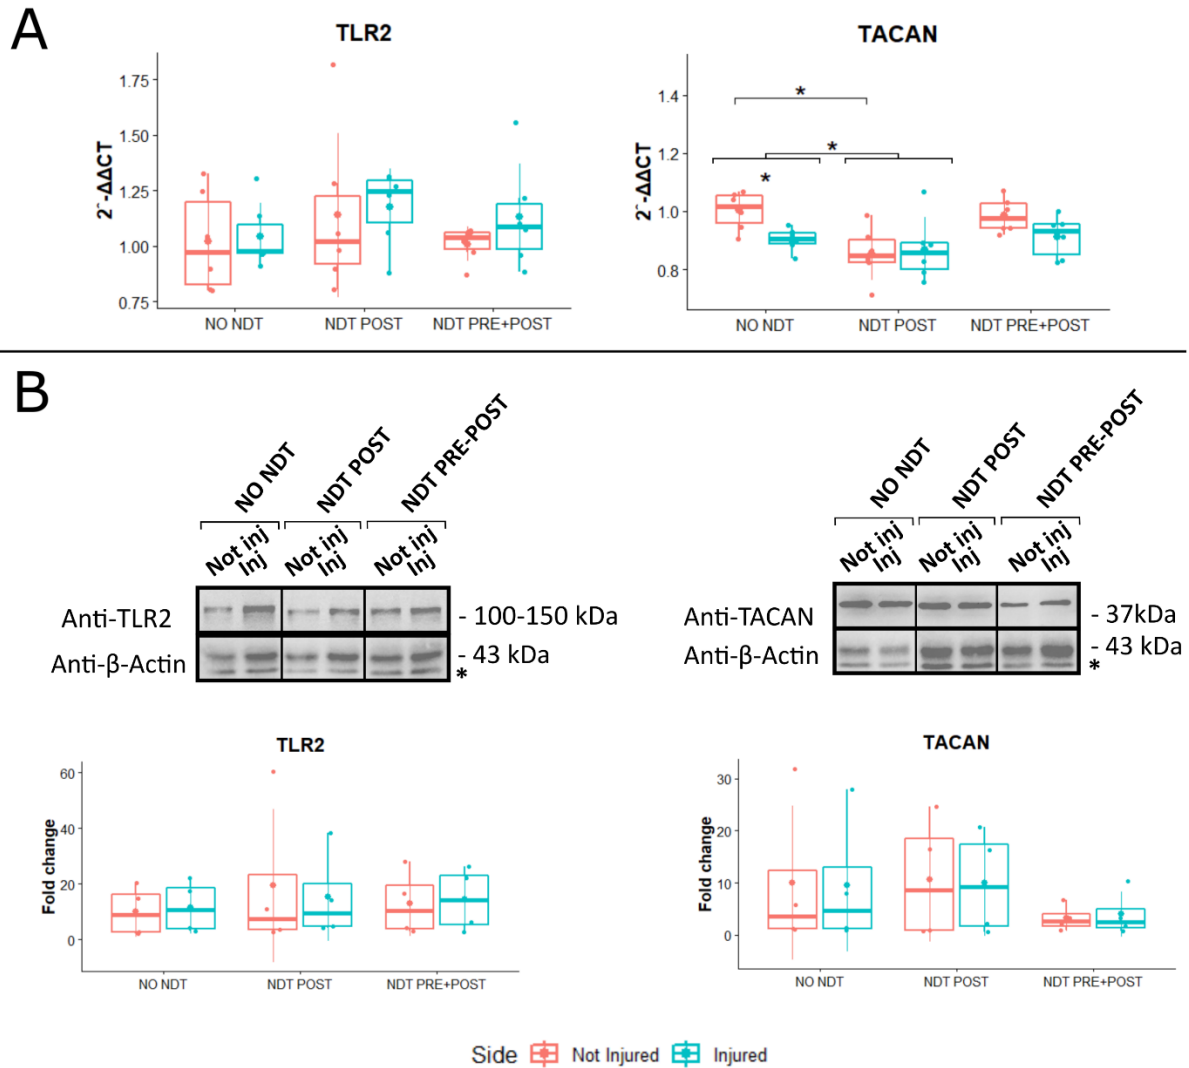 A
TLR2
TACAN
2^-ΔΔCT
1.75
1.50
1.25
1.00
0.75
NO NDT
NDT POST
NDT PRE+POST
2^-ΔΔCT
1.4
1.2
1.0
0.8
*
*
*
NO NDT
NDT POST
NDT PRE+POST
B
NO NDT
NDT POST
NDT PRE-POST
Not inj
Inj
Not inj
Inj
Not inj
Inj
Anti-TLR2
- 100-150 kDa
Anti-β-Actin
- 43 kDa
*
NO NDT
NDT POST
NDT PRE-POST
Not inj
Inj
Not inj
Inj
Not inj
Inj
Anti-TACAN
- 37kDa
Anti-β-Actin
- 43 kDa
*
TLR2
Fold change
60
40
20
0
NO NDT
NDT POST
NDT PRE+POST
TACAN
Fold change
30
20
10
0
NO NDT
NDT POST
NDT PRE+POST
Side
Not Injured
Injured